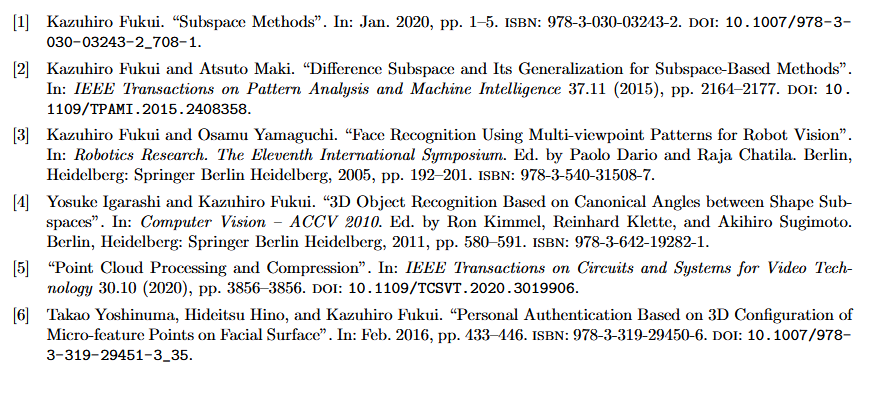 [1] Kazuhiro Fukui. “Subspace Methods”. In: Jan. 2020, pp. 1–5. ISBN: 978-3-030-03243-2. DOI: 10.1007/978-3-
030-03243-2_708-1.
[2] Kazuhiro Fukui and Atsuto Maki. “Difference Subspace and Its Generalization for Subspace-Based Methods”.
In: IEEE Transactions on Pattern Analysis and Machine Intelligence 37.11 (2015), pp. 2164–2177. DOI: 10.
1109/TPAMI.2015.2408358.
[3] Kazuhiro Fukui and Osamu Yamaguchi. “Face Recognition Using Multi-viewpoint Patterns for Robot Vision”.
In: Robotics Research. The Eleventh International Symposium. Ed. by Paolo Dario and Raja Chatila. Berlin,
Heidelberg: Springer Berlin Heidelberg, 2005, pp. 192–201. ISBN: 978-3-540-31508-7.
[4] Yosuke Igarashi and Kazuhiro Fukui. “3D Object Recognition Based on Canonical Angles between Shape Sub-
spaces”. In: Computer Vision – ACCV 2010. Ed. by Ron Kimmel, Reinhard Klette, and Akihiro Sugimoto.
Berlin, Heidelberg: Springer Berlin Heidelberg, 2011, pp. 580–591. ISBN: 978-3-642-19282-1.
[5] “Point Cloud Processing and Compression”. In: IEEE Transactions on Circuits and Systems for Video Tech-
nology 30.10 (2020), pp. 3856–3856. DOI: 10.1109/TCSVT.2020.3019906.
[6] Takao Yoshinuma, Hideitsu Hino, and Kazuhiro Fukui. “Personal Authentication Based on 3D Configuration of
Micro-feature Points on Facial Surface”. In: Feb. 2016, pp. 433–446. ISBN: 978-3-319-29450-6. DOI: 10.1007/978-
3-319-29451-3_35.